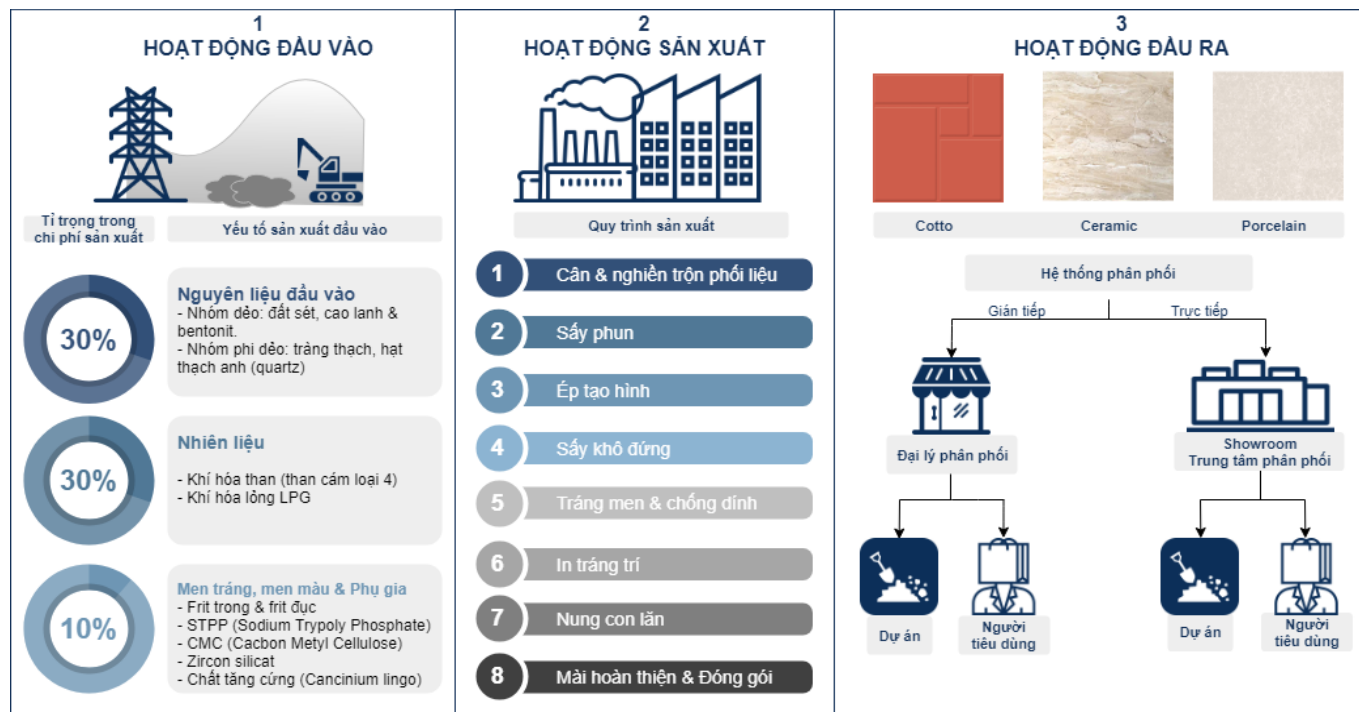 1
HOẠT ĐỘNG ĐẦU VÀO
Tỉ trọng trong
chi phí sản xuất
Yếu tố sản xuất đầu vào
30%
Nguyên liệu đầu vào
- Nhóm dẻo: đất sét, cao lanh &
bentonit.
- Nhóm phi dẻo: tràng thạch, hạt
thạch anh (quartz)
30%
Nhiên liệu
- Khí hóa than (than cám loại 4)
- Khí hóa lỏng LPG
10%
Men tráng, men màu & Phụ gia
- Frit trong & frit đục
- STPP (Sodium Trypoly Phosphate)
- CMC (Cacbon Metyl Cellulose)
- Zircon silicat
- Chất tăng cứng (Cancinium lingo)
2
HOẠT ĐỘNG SẢN XUẤT
Quy trình sản xuất
1 Cân & nghiền trộn phối liệu
2 Sấy phun
3 Ép tạo hình
4 Sấy khô đứng
5 Tráng men & chống dính
6 In tráng trí
7 Nung con lăn
8 Mài hoàn thiện & Đóng gói
3
HOẠT ĐỘNG ĐẦU RA
Cotto
Ceramic
Porcelain
Hệ thống phân phối
Gián tiếp
Trực tiếp
Đại lý phân phối
Showroom
Trung tâm phân phối
Dự án
Người
tiêu dùng
Dự án
Người
tiêu dùng